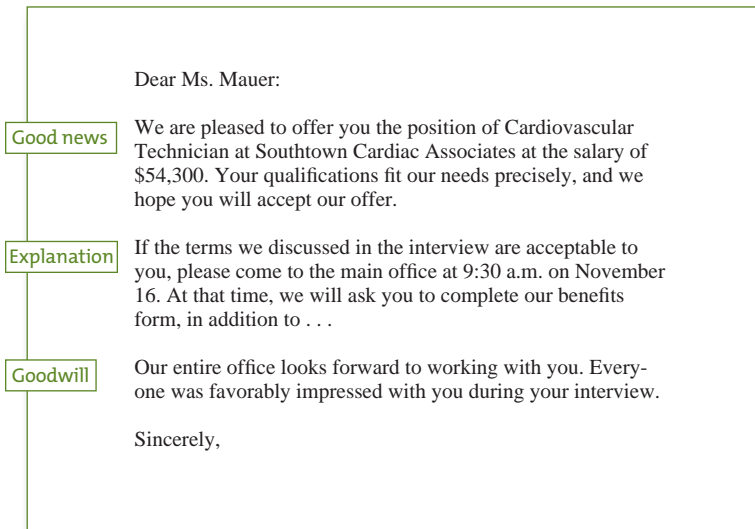 Dear Ms. Mauer:
Good news
We are pleased to offer you the position of Cardiovascular
Technician at Southtown Cardiac Associates at the salary of
$54,300. Your qualifications fit our needs precisely, and we
hope you will accept our offer.
Explanation
If the terms we discussed in the interview are acceptable to
you, please come to the main office at 9:30 a.m. on November
16. At that time, we will ask you to complete our benefits
form, in addition to . . .
Goodwill
Our entire office looks forward to working with you. Every-
one was favorably impressed with you during your interview.
Sincerely,